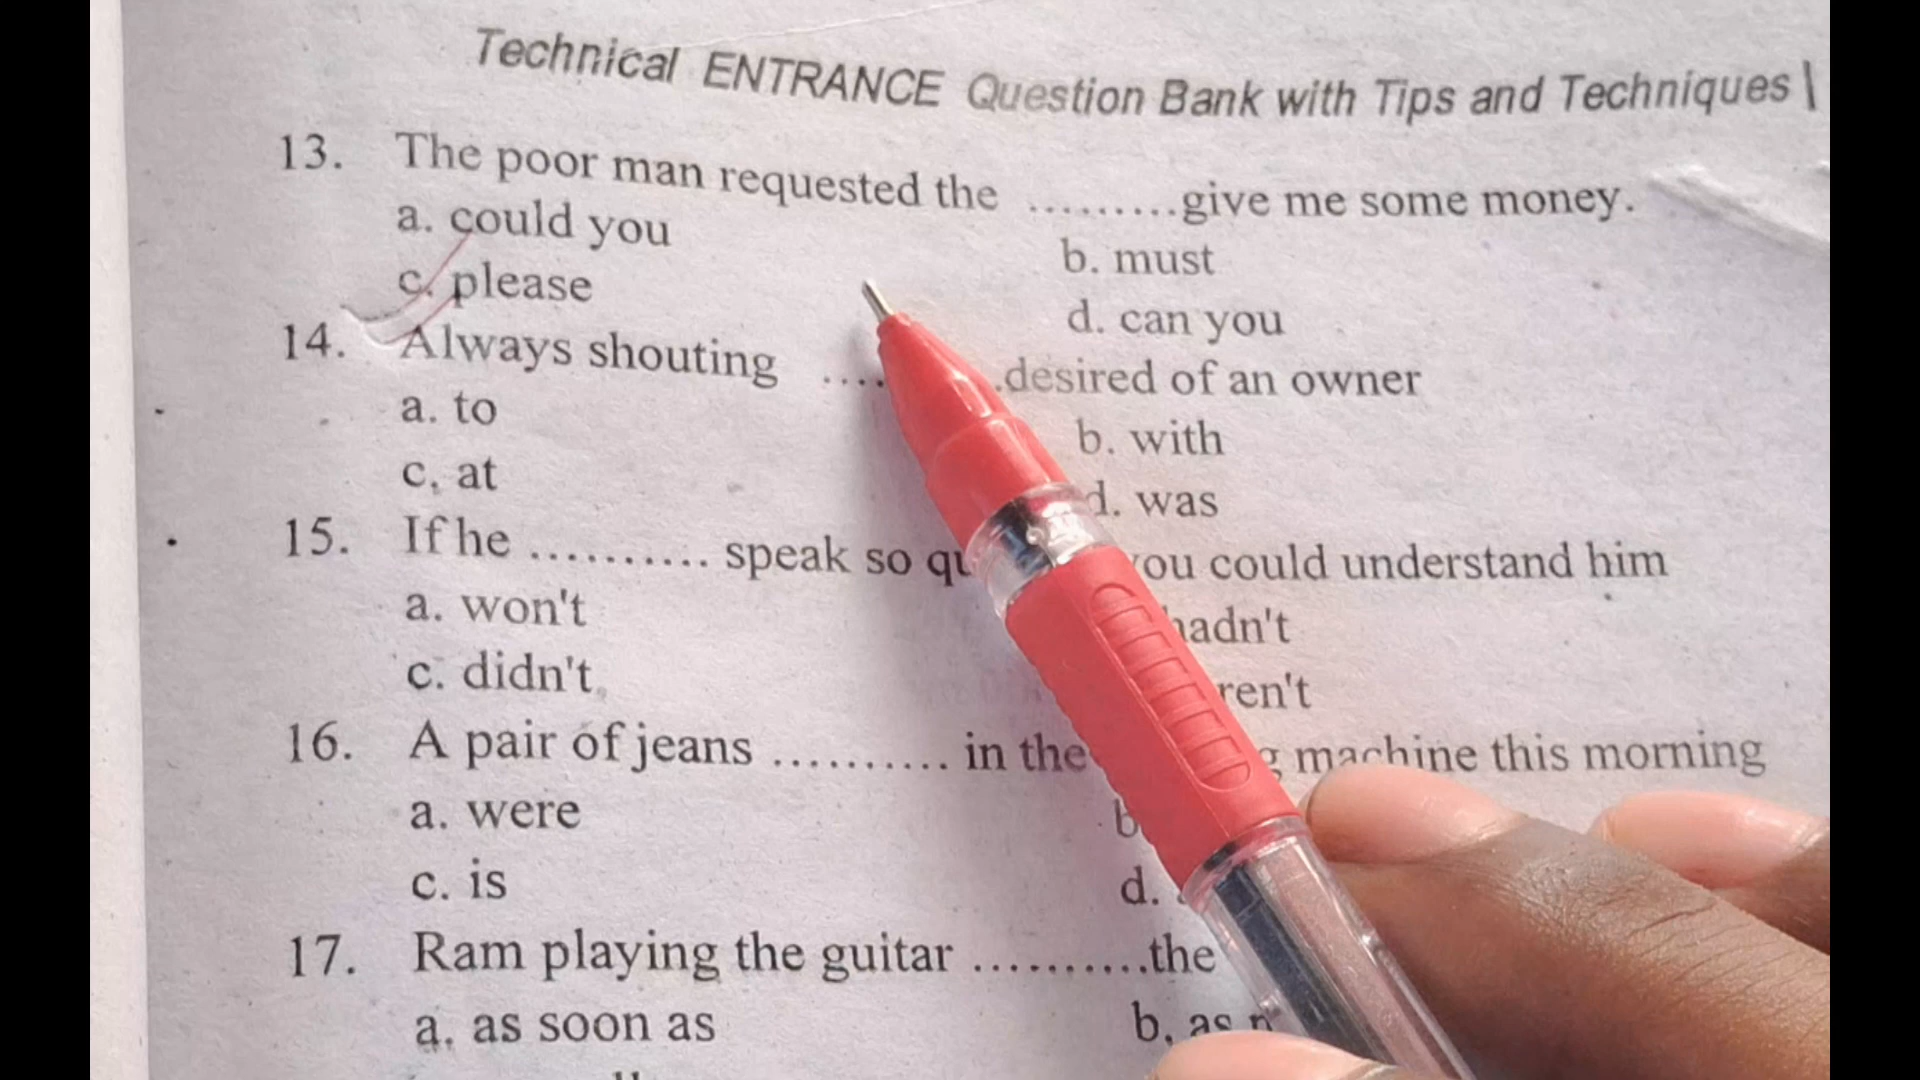 Technical ENTRANCE Question Bank with Tips and Techniques |
13. The poor man requested the .........give me some money.
a. could you
b. must
c. please
d. can you
14. Always shouting .... .desired of an owner
a. to
b. with
c. at
d. was
15. If he .......... speak so could understand him
a. won't
hadn't
c. didn't
16. A pair of jeans .......... in the machine this morning
a. were
b
c. is
d.
17. Ram playing the guitar ..........the
a. as soon as
b. as